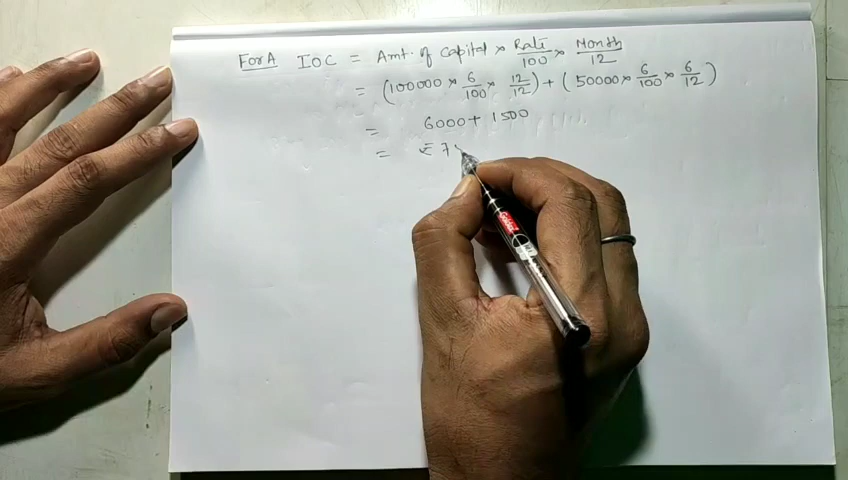 For A IOC = Amt. of Capital × Rate/100 × Month/12
= (100000 × 6/100 × 12/12) + (50000 × 6/100 × 6/12)
= 6000 + 1500
= ₹ 7